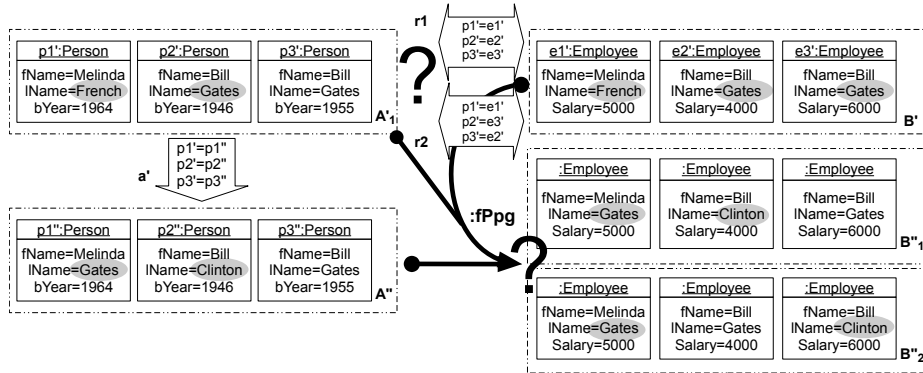 r1
p1'=e1'
p2'=e2'
p3'=e3'
?
p1':Person
fName=Melinda
lName=French
bYear=1964
p2':Person
fName=Bill
lName=Gates
bYear=1946
p3':Person
fName=Bill
lName=Gates
bYear=1955
A'1
e1':Employee
fName=Melinda
lName=French
Salary=5000
e2':Employee
fName=Bill
lName=Gates
Salary=4000
e3':Employee
fName=Bill
lName=Gates
Salary=6000
B'
p1'=e1'
p2'=e3'
p3'=e2'
r2
a'
p1'=p1"
p2'=p2"
p3'=p3"
:fPpg
?
:Employee
fName=Melinda
lName=Gates
Salary=5000
:Employee
fName=Bill
lName=Clinton
Salary=4000
:Employee
fName=Bill
lName=Gates
Salary=6000
B"1
p1":Person
fName=Melinda
lName=Gates
bYear=1964
p2":Person
fName=Bill
lName=Clinton
bYear=1946
p3":Person
fName=Bill
lName=Gates
bYear=1955
A"
:Employee
fName=Melinda
lName=Gates
Salary=5000
:Employee
fName=Bill
lName=Gates
Salary=4000
:Employee
fName=Bill
lName=Clinton
Salary=6000
B"2